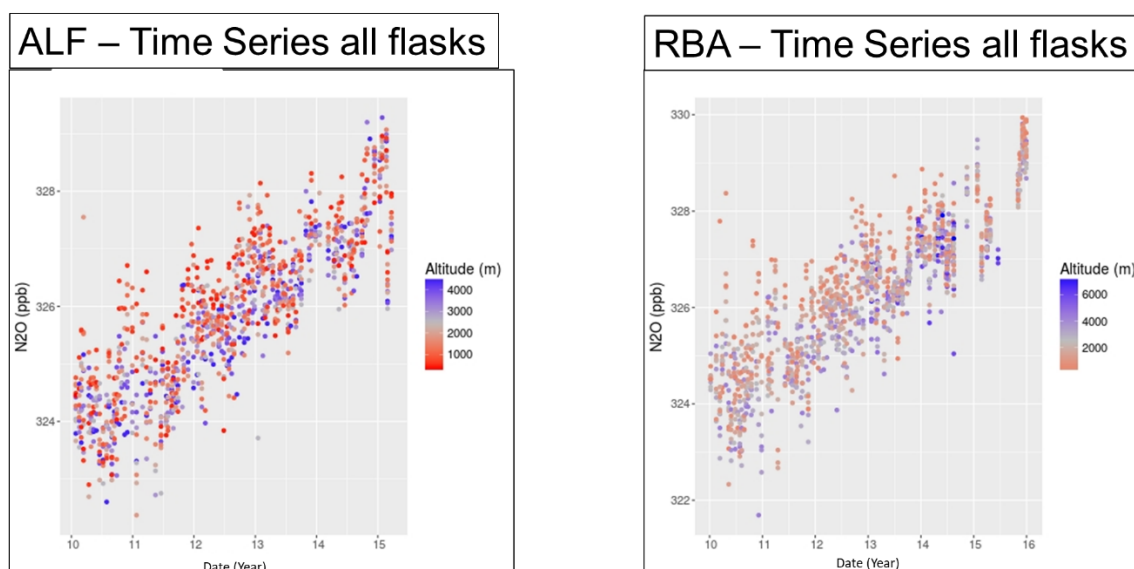 ALF – Time Series all flasks
N2O (ppb)
328
326
324
10 11 12 13 14 15
Date (Year)
Altitude (m)
4000
3000
2000
1000
RBA – Time Series all flasks
N2O (ppb)
330
328
326
324
322
10 11 12 13 14 15 16
Date (Year)
Altitude (m)
6000
4000
2000